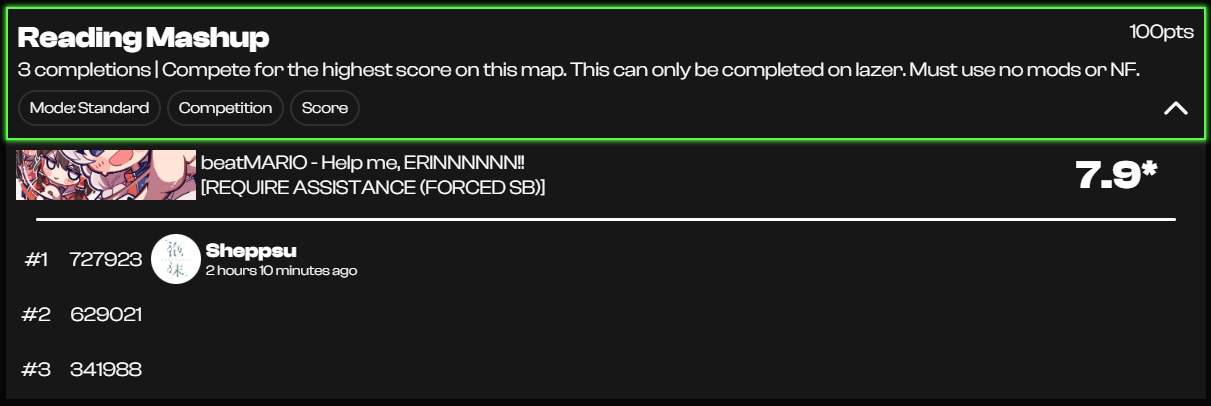 Reading Mashup
100pts
3 completions | Compete for the highest score on this map. This can only be completed on lazer. Must use no mods or NF.
Mode: Standard Competition Score
beatMARIO - Help me, ERINNNNNN!!
[REQUIRE ASSISTANCE (FORCED SB)]
7.9*
#1 727923 泡沫 Sheppsu
2 hours 10 minutes ago
#2 629021
#3 341988